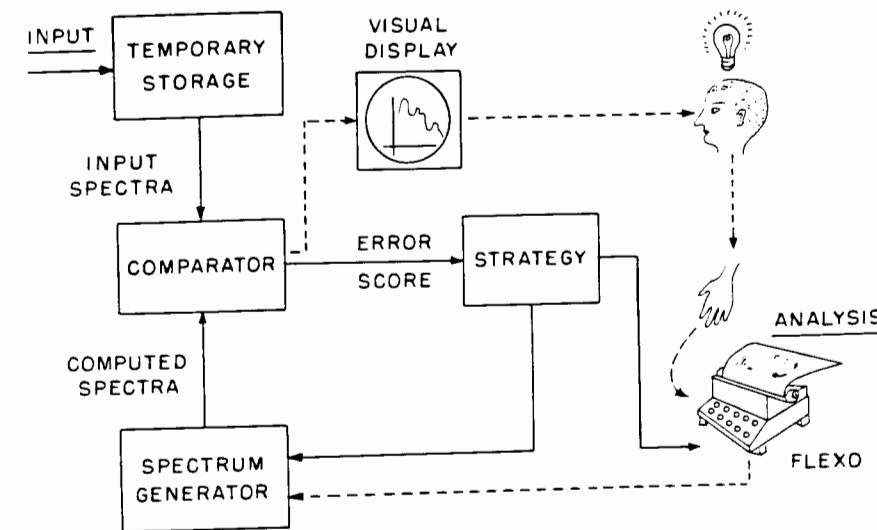 INPUT
TEMPORARY
STORAGE
VISUAL
DISPLAY
INPUT
SPECTRA
COMPARATOR
ERROR
SCORE
STRATEGY
ANALYSIS
COMPUTED
SPECTRA
SPECTRUM
GENERATOR
FLEXO